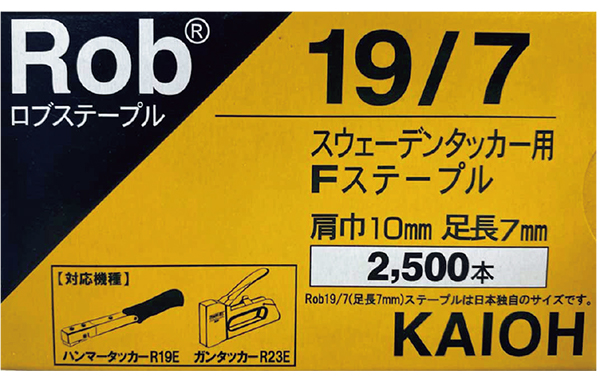 Rob®
ロブステープル
19/7
スウェーデンタッカー用
Fステープル
肩巾10mm 足長7mm
2,500本
Rob19/7(足長7mm)ステープルは日本独自のサイズです。
KAIOH
【対応機種】
ハンマータッカーR19E ガンタッカーR23E